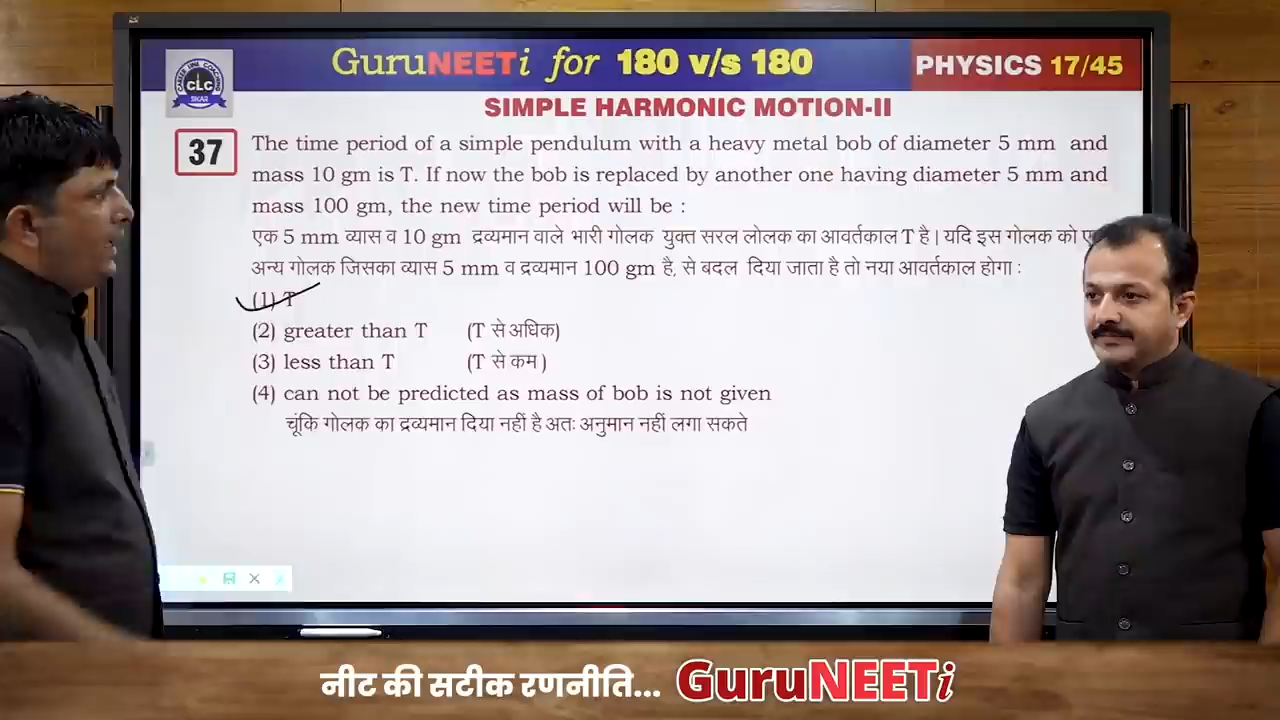 GuruNEETi for 180 v/s 180
PHYSICS 17/45
CLC
SIKAR
SIMPLE HARMONIC MOTION-II
37
The time period of a simple pendulum with a heavy metal bob of diameter 5 mm and
mass 10 gm is T. If now the bob is replaced by another one having diameter 5 mm and
mass 100 gm, the new time period will be :
एक 5 mm व्यास व 10 gm द्रव्यमान वाले भारी गोलक युक्त सरल लोलक का आवर्तकाल T है। यदि इस गोलक को
अन्य गोलक जिसका व्यास 5 mm व द्रव्यमान 100 gm है, से बदल दिया जाता है तो नया आवर्तकाल होगा :
(1) T
(2) greater than T (T से अधिक)
(3) less than T (T से कम )
(4) can not be predicted as mass of bob is not given
चूंकि गोलक का द्रव्यमान दिया नहीं है अतः अनुमान नहीं लगा सकते
नीट की सटीक रणनीति... GuruNEETi